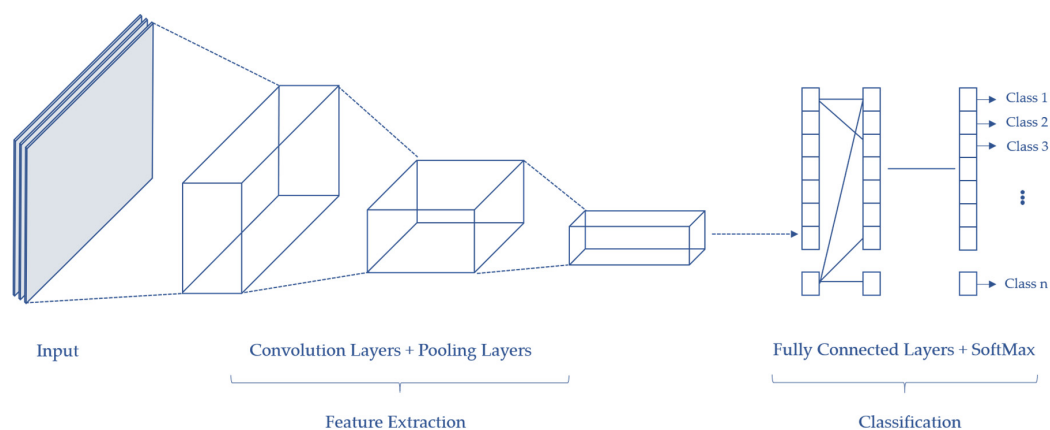 Class 1
Class 2
Class 3
Class n
Input
Convolution Layers + Pooling Layers
Fully Connected Layers + SoftMax
Feature Extraction
Classification